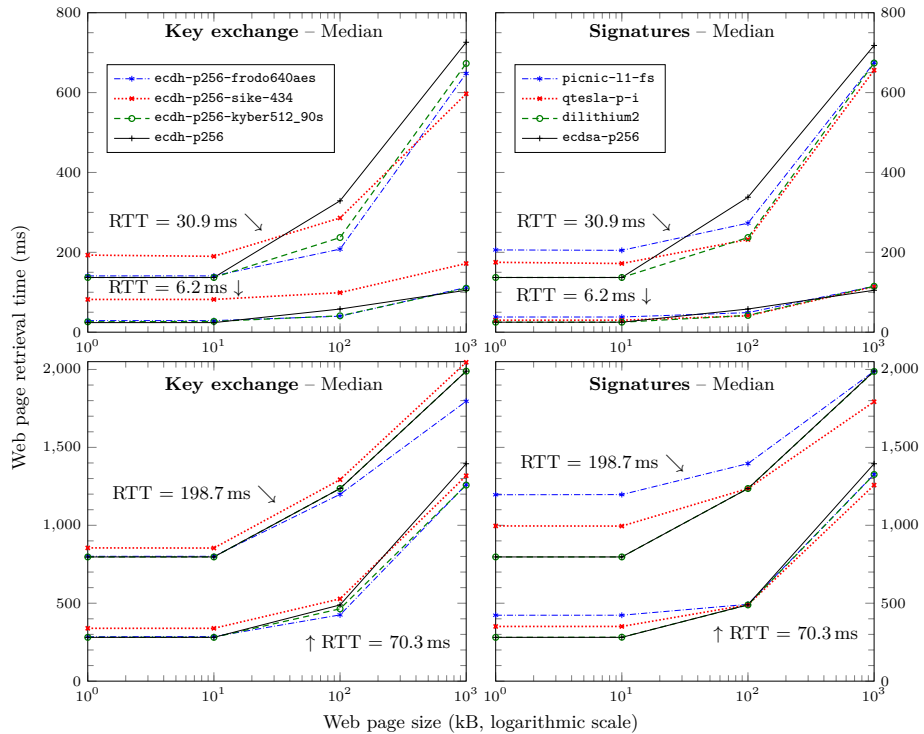 Key exchange – Median
Signatures – Median
800
600
400
200
0
ecdh-p256-frodo640aes
ecdh-p256-sike-434
ecdh-p256-kyber512_90s
ecdh-p256
picnic-l1-fs
qtesla-p-i
dilithium2
ecdsa-p256
800
600
400
200
0
RTT = 30.9 ms ↘
RTT = 6.2 ms ↓
RTT = 30.9 ms ↘
RTT = 6.2 ms ↓
10^0 10^1 10^2 10^3
10^0 10^1 10^2 10^3
Web page retrieval time (ms)
Key exchange – Median
Signatures – Median
2,000
1,500
1,000
500
0
2,000
1,500
1,000
500
0
RTT = 198.7 ms ↘
↑ RTT = 70.3 ms
RTT = 198.7 ms ↘
↑ RTT = 70.3 ms
10^0 10^1 10^2 10^3
10^0 10^1 10^2 10^3
Web page size (kB, logarithmic scale)